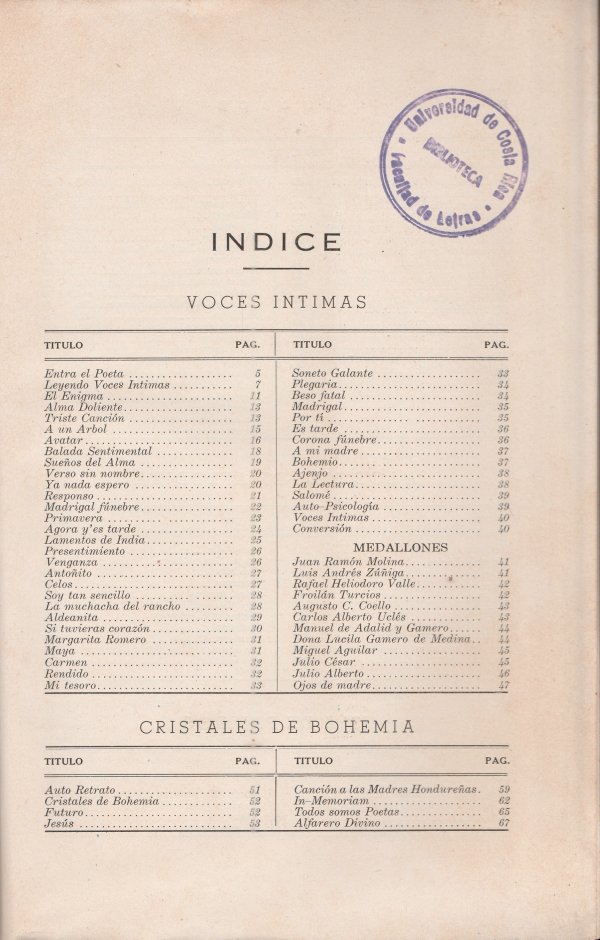 Universidad de Costa Rica
BIBLIOTECA
Facultad de Letras
INDICE
VOCES INTIMAS
TITULO PAG.
Entra el Poeta 5
Leyendo Voces Intimas 7
El Enigma 11
Alma Doliente 13
Triste Canción 13
A un Arbol 15
Avatar 16
Balada Sentimental 18
Sueños del Alma 19
Verso sin nombre 20
Ya nada espero 20
Responso 21
Madrigal fúnebre 22
Primavera 23
Agora y'es tarde 24
Lamentos de India 25
Presentimiento 26
Venganza 26
Antoñito 27
Celos 27
Soy tan sencillo 28
La muchacha del rancho 28
Aldeanita 29
Si tuvieras corazón 30
Margarita Romero 31
Maya 31
Carmen 32
Rendido 32
Mi tesoro 33
TITULO PAG.
Soneto Galante 33
Plegaria 34
Beso fatal 34
Madrigal 35
Por tí 35
Es tarde 36
Corona fúnebre 36
A mi madre 37
Bohemio 37
Ajenjo 38
La Lectura 38
Salomé 39
Auto-Psicología 39
Voces Intimas 40
Conversión 40
MEDALLONES
Juan Ramón Molina 41
Luis Andrés Zúñiga 41
Rafael Heliodoro Valle 42
Froilán Turcios 42
Augusto C. Coello 43
Carlos Alberto Uclés 43
Manuel de Adalid y Gamero 44
Dona Lucila Gamero de Medina 44
Miguel Aguilar 45
Julio César 45
Julio Alberto 46
Ojos de madre 47
CRISTALES DE BOHEMIA
TITULO PAG.
Auto Retrato 51
Cristales de Bohemia 52
Futuro 52
Jesús 53
TITULO PAG.
Canción a las Madres Hondureñas 59
In-Memoriam 62
Todos somos Poetas 65
Alfarero Divino 67